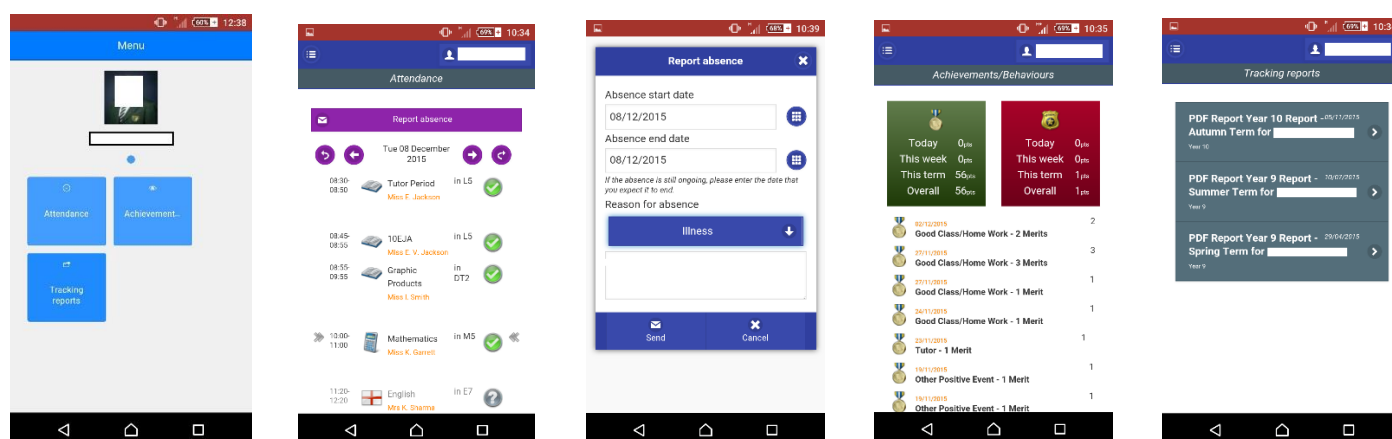 60% 12:38
Menu
Attendance
Achievement...
Tracking
reports
69% 10:34
Attendance
Report absence
Tue 08 December
2015
08:30-
08:50
Tutor Period
in L5
Miss E. Jackson
08:45-
08:55
10EJA
in L5
Miss E. V. Jackson
08:55-
09:55
Graphic
Products
in
DT2
Miss I. Smith
10:00-
11:00
Mathematics
in M5
Miss K. Garrett
11:20-
12:20
English
in E7
Mrs K. Sharma
68% 10:39
Report absence
Absence start date
08/12/2015
Absence end date
08/12/2015
If the absence is still ongoing, please enter the date that
you expect it to end.
Reason for absence
Illness
Send
Cancel
69% 10:35
Achievements/Behaviours
Today 0pts
This week 0pts
This term 56pts
Overall 56pts
Today 0pts
This week 0pts
This term 1pts
Overall 1pts
02/12/2015 2
Good Class/Home Work - 2 Merits
27/11/2015 3
Good Class/Home Work - 3 Merits
27/11/2015 1
Good Class/Home Work - 1 Merit
24/11/2015 1
Good Class/Home Work - 1 Merit
23/11/2015 1
Tutor - 1 Merit
19/11/2015 1
Other Positive Event - 1 Merit
19/11/2015 1
Other Positive Event - 1 Merit
69% 10:3
Tracking reports
PDF Report Year 10 Report - 05/11/2015
Autumn Term for
Year 10
PDF Report Year 9 Report - 10/07/2015
Summer Term for
Year 9
PDF Report Year 9 Report - 29/04/2015
Spring Term for
Year 9